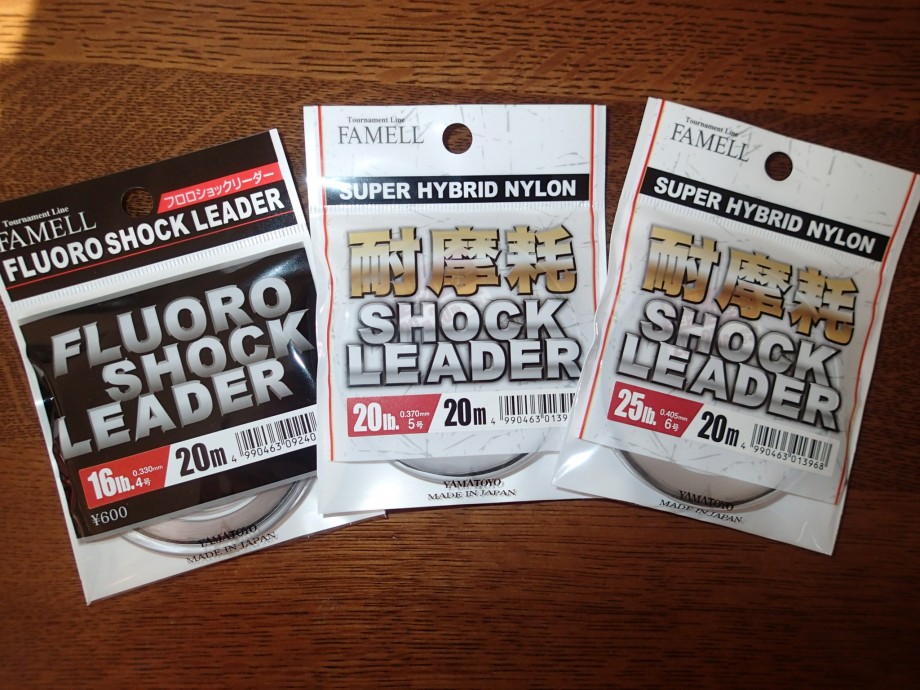 Tournament Line
FAMELL
フロロショックリーダー
FLUORO SHOCK LEADER
FLUORO
SHOCK
LEADER
16lb. 0.330mm 4号 20m
4 990463 09240
¥600
YAMATOYO
MADE IN JAPAN
Tournament Line
FAMELL
SUPER HYBRID NYLON
耐摩耗
SHOCK
LEADER
20lb. 0.370mm 5号 20m
4 990463 0139
YAMATOYO
MADE IN JAPAN
Tournament Line
FAMELL
SUPER HYBRID NYLON
耐摩耗
SHOCK
LEADER
25lb. 0.405mm 6号 20m
4 990463 013968
YAMATOYO
MADE IN JAPAN